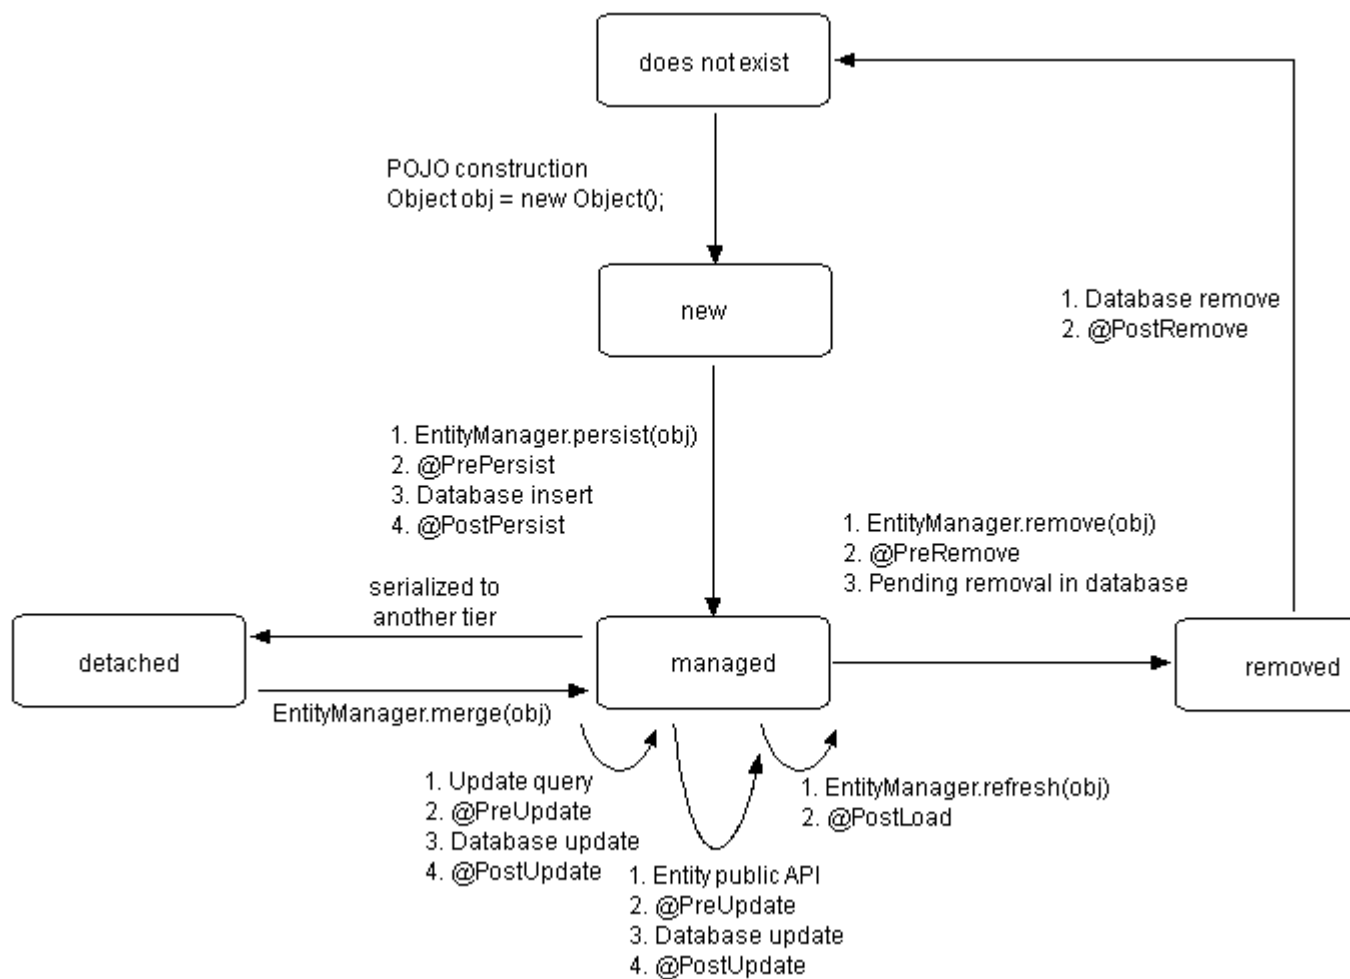 does not exist
POJO construction
Object obj = new Object();
new
1. Database remove
2. @PostRemove
1. EntityManager.persist(obj)
2. @PrePersist
3. Database insert
4. @PostPersist
1. EntityManager.remove(obj)
2. @PreRemove
3. Pending removal in database
serialized to
another tier
detached
managed
removed
EntityManager.merge(obj)
1. Update query
2. @PreUpdate
3. Database update
4. @PostUpdate
1. EntityManager.refresh(obj)
2. @PostLoad
1. Entity public API
2. @PreUpdate
3. Database update
4. @PostUpdate